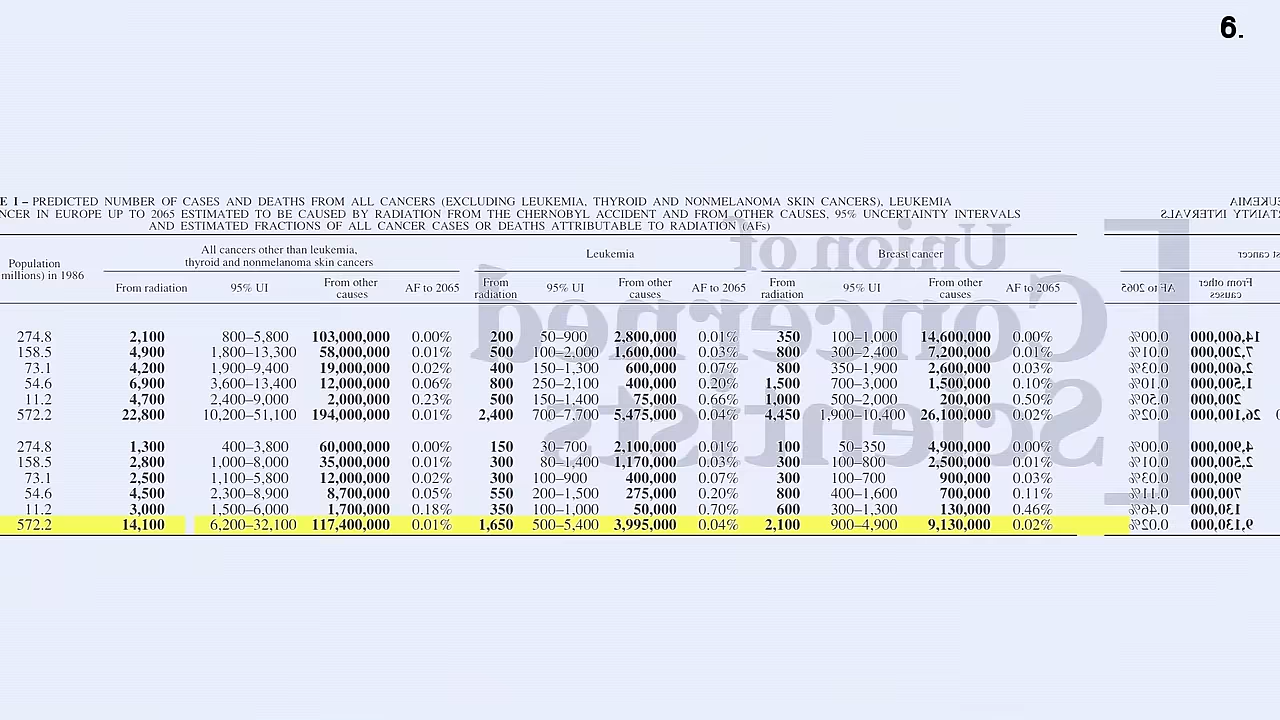 6.
E I – PREDICTED NUMBER OF CASES AND DEATHS FROM ALL CANCERS (EXCLUDING LEUKEMIA, THYROID AND NONMELANOMA SKIN CANCERS), LEUKEMIA
NCER IN EUROPE UP TO 2065 ESTIMATED TO BE CAUSED BY RADIATION FROM THE CHERNOBYL ACCIDENT AND FROM OTHER CAUSES, 95% UNCERTAINTY INTERVALS
AND ESTIMATED FRACTIONS OF ALL CANCER CASES OR DEATHS ATTRIBUTABLE TO RADIATION (AFs)
Union of
Concerned
Scientists
Population
millions) in 1986
All cancers other than leukemia,
thyroid and nonmelanoma skin cancers
Leukemia
Breast cancer
From radiation 95% UI From other causes AF to 2065 From radiation 95% UI From other causes AF to 2065 From radiation 95% UI From other causes AF to 2065
274.8 2,100 800–5,800 103,000,000 0.00% 200 50–900 2,800,000 0.01% 350 100–1,000 14,600,000 0.00%
158.5 4,900 1,800–13,300 58,000,000 0.01% 500 100–2,000 1,600,000 0.03% 800 300–2,400 7,200,000 0.01%
73.1 4,200 1,900–9,400 19,000,000 0.02% 400 150–1,300 600,000 0.07% 800 350–1,900 2,600,000 0.03%
54.6 6,900 3,600–13,400 12,000,000 0.06% 800 250–2,100 400,000 0.20% 1,500 700–3,000 1,500,000 0.10%
11.2 4,700 2,400–9,000 2,000,000 0.23% 500 150–1,400 75,000 0.66% 1,000 500–2,000 200,000 0.50%
572.2 22,800 10,200–51,100 194,000,000 0.01% 2,400 700–7,700 5,475,000 0.04% 4,450 1,900–10,400 26,100,000 0.02%
274.8 1,300 400–3,800 60,000,000 0.00% 150 30–700 2,100,000 0.01% 100 50–350 4,900,000 0.00%
158.5 2,800 1,000–8,000 35,000,000 0.01% 300 80–1,400 1,170,000 0.03% 300 100–800 2,500,000 0.01%
73.1 2,500 1,100–5,800 12,000,000 0.02% 300 100–900 400,000 0.07% 300 100–700 900,000 0.03%
54.6 4,500 2,300–8,900 8,700,000 0.05% 550 200–1,500 275,000 0.20% 800 400–1,600 700,000 0.11%
11.2 3,000 1,500–6,000 1,700,000 0.18% 350 100–1,000 50,000 0.70% 600 300–1,300 130,000 0.46%
572.2 14,100 6,200–32,100 117,400,000 0.01% 1,650 500–5,400 3,995,000 0.04% 2,100 900–4,900 9,130,000 0.02%